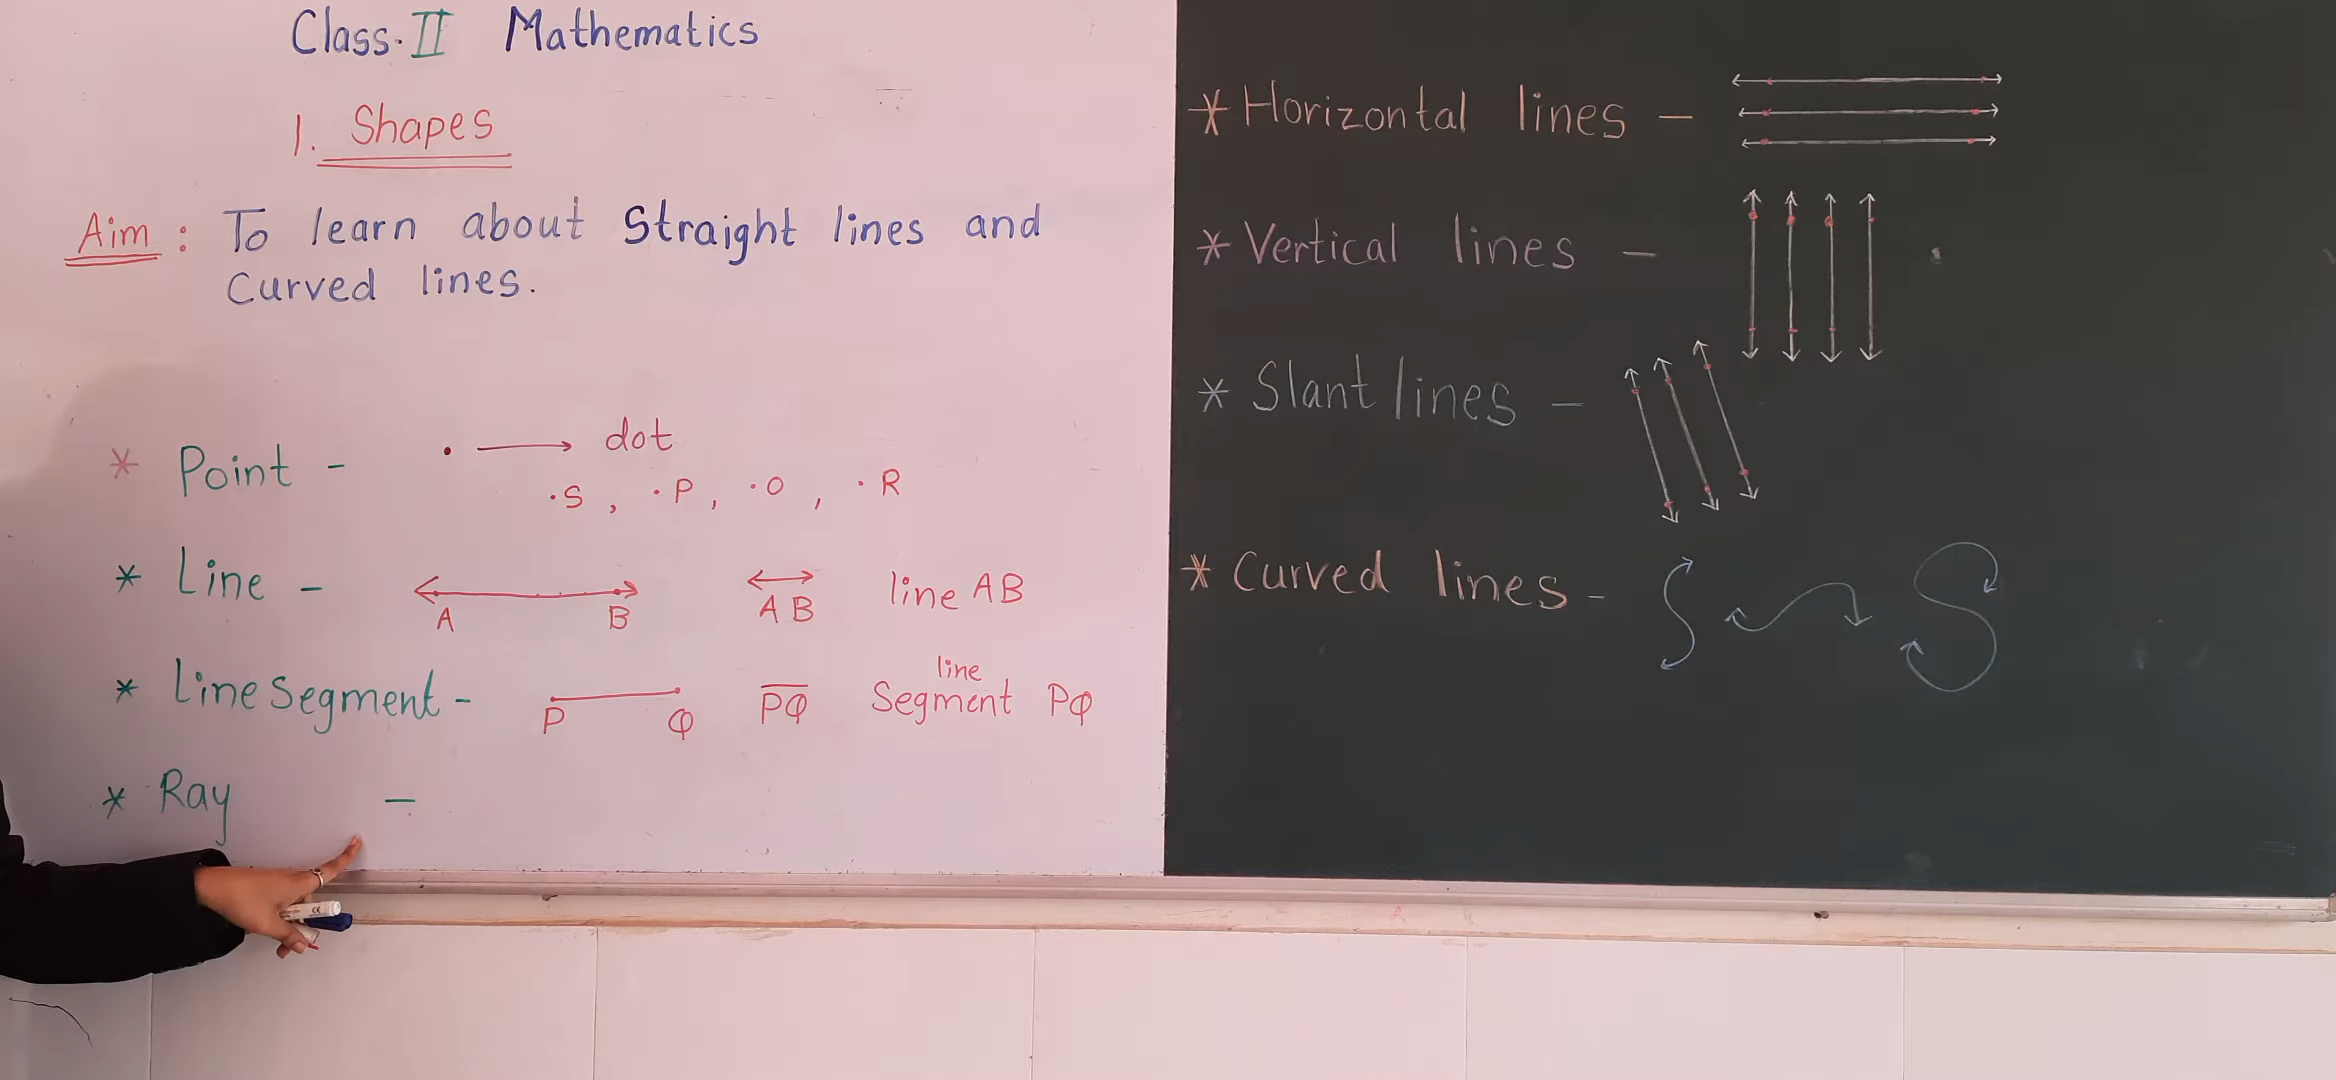 Class-II Mathematics
1. Shapes
Aim : To learn about Straight lines and
Curved lines.
* Point - . → dot
.S , .P , .O , .R
* Line - A B AB line AB
* Line Segment - P Q PQ line Segment PQ
* Ray -
* Horizontal lines -
* Vertical lines -
* Slant lines -
* Curved lines -